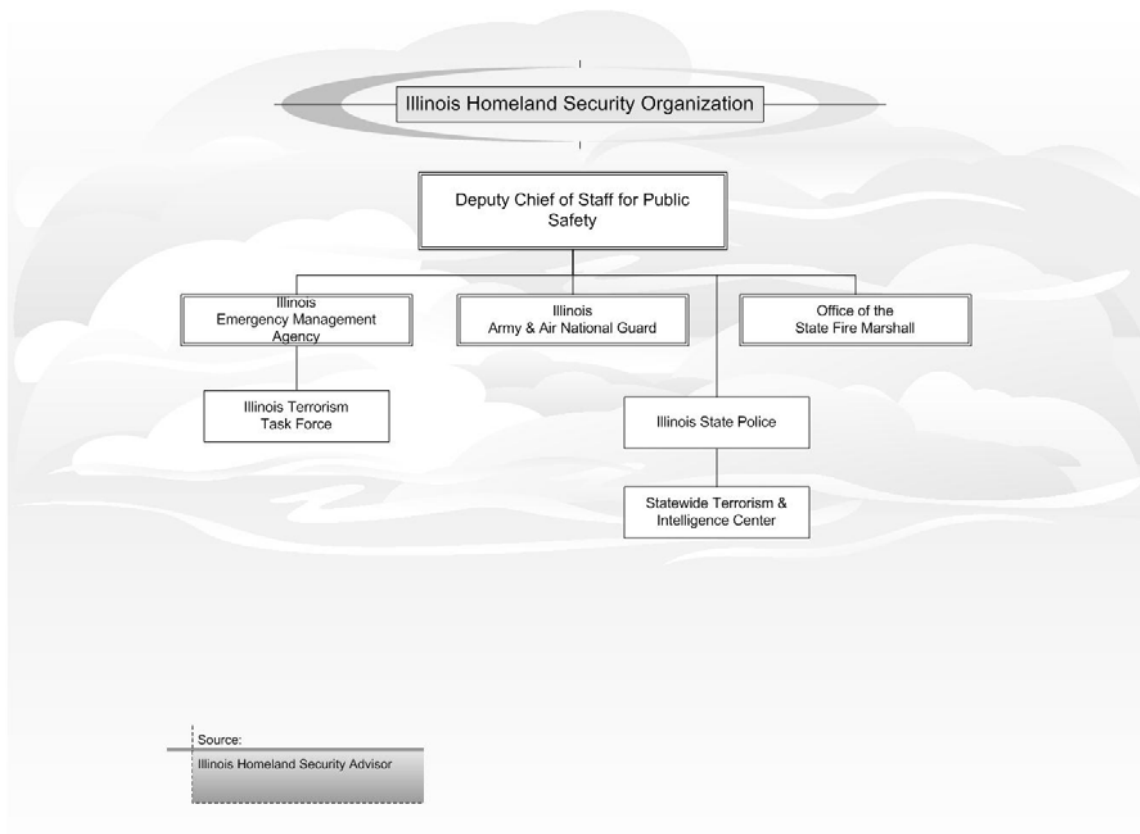 Illinois Homeland Security Organization
Deputy Chief of Staff for Public
Safety
Illinois
Emergency Management
Agency
Illinois
Army & Air National Guard
Office of the
State Fire Marshall
Illinois Terrorism
Task Force
Illinois State Police
Statewide Terrorism &
Intelligence Center
Source:
Illinois Homeland Security Advisor